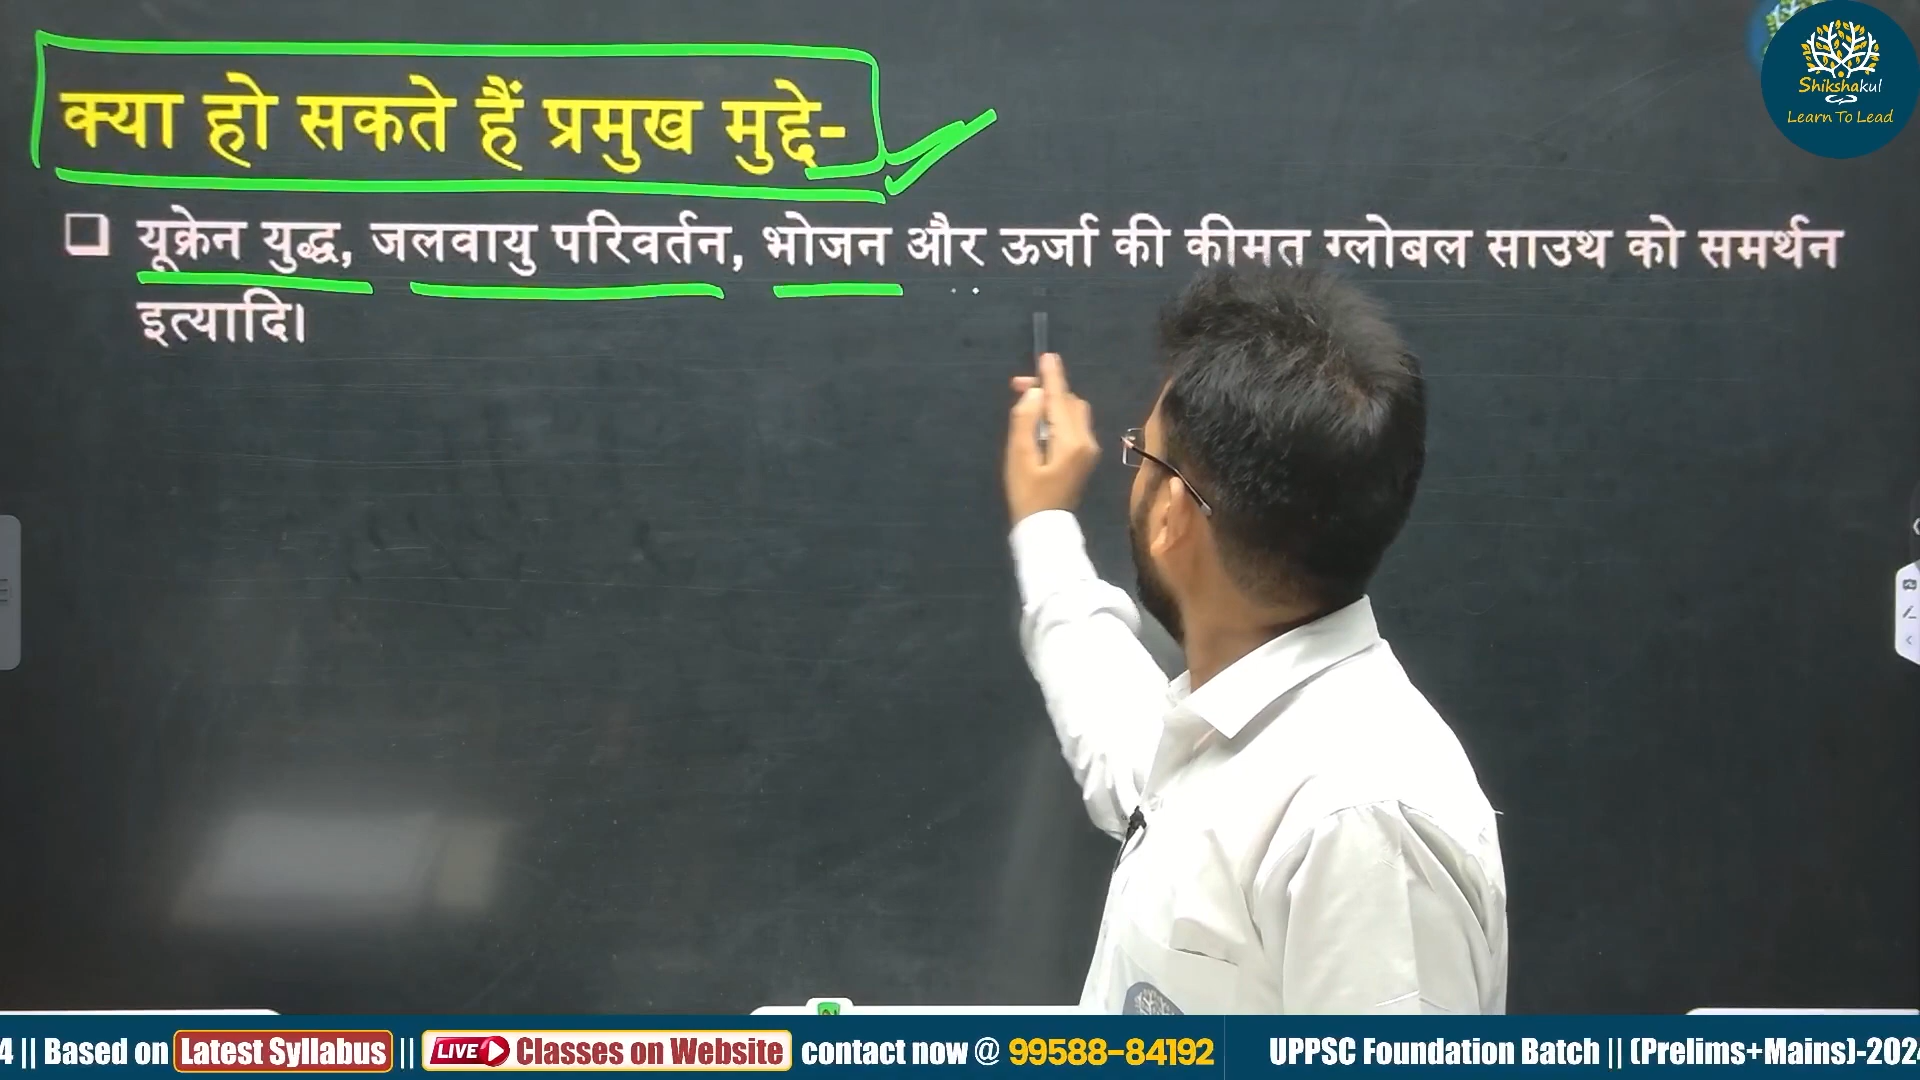 Shikshakul
Learn To Lead
क्या हो सकते हैं प्रमुख मुद्दे-
यूक्रेन युद्ध, जलवायु परिवर्तन, भोजन और ऊर्जा की कीमत ग्लोबल साउथ को समर्थन
इत्यादि।
4 || Based on Latest Syllabus || LIVE Classes on Website contact now @ 99588-84192 UPPSC Foundation Batch || (Prelims+Mains)-202